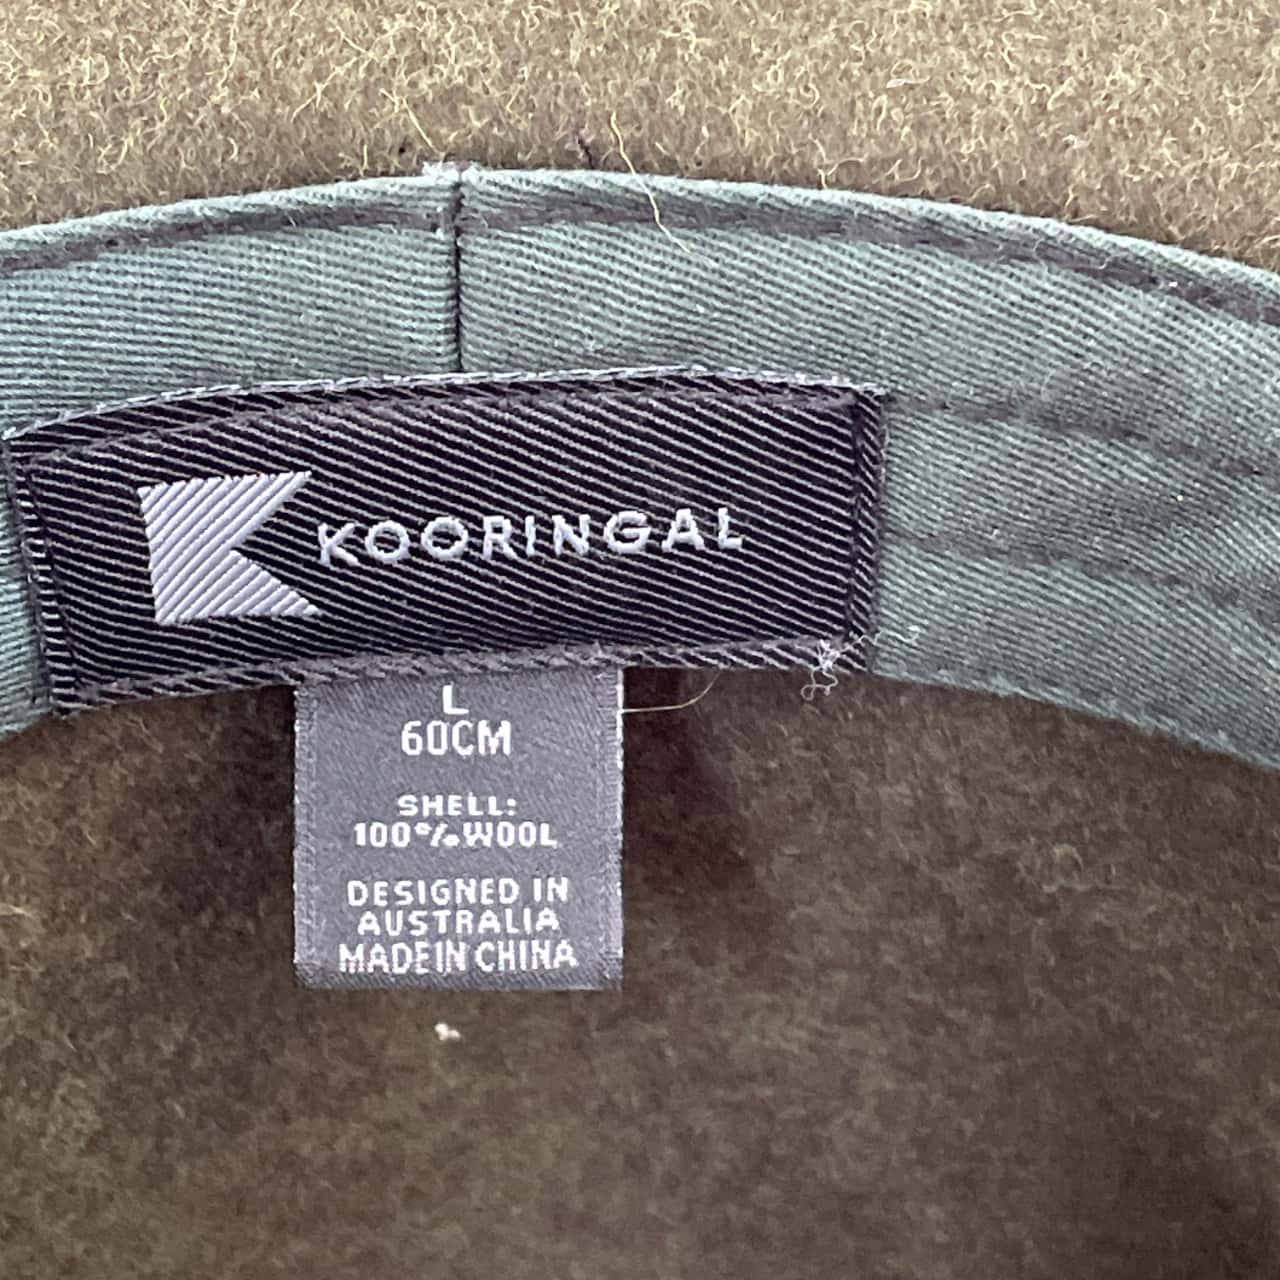 KOORINGAL
L
60CM
SHELL:
100%WOOL
DESIGNED IN
AUSTRALIA
MADE IN CHINA